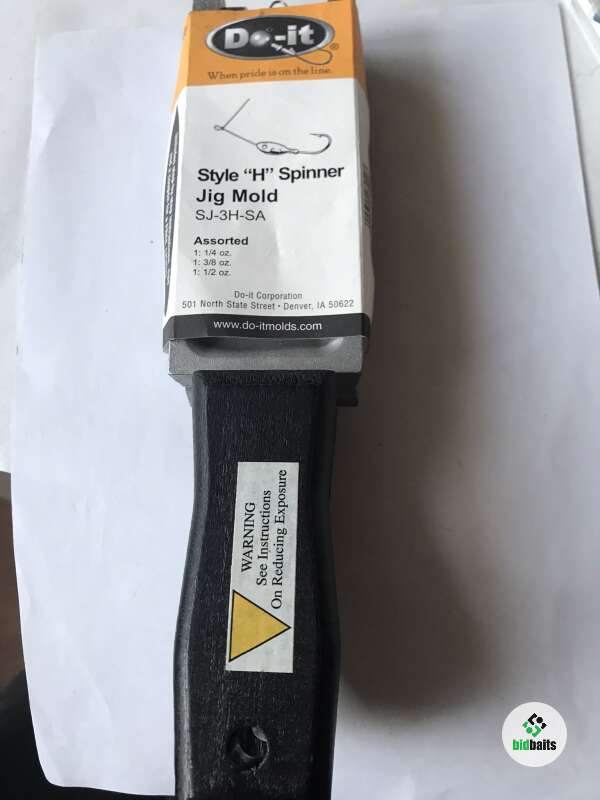 Do-it
®
When pride is on the line.
Style "H" Spinner
Jig Mold
SJ-3H-SA
Assorted
1: 1/4 oz.
1: 3/8 oz.
1: 1/2 oz.
Do-it Corporation
501 North State Street • Denver, IA 50622
www.do-itmolds.com
WARNING
See Instructions
On Reducing Exposure
bidbaits